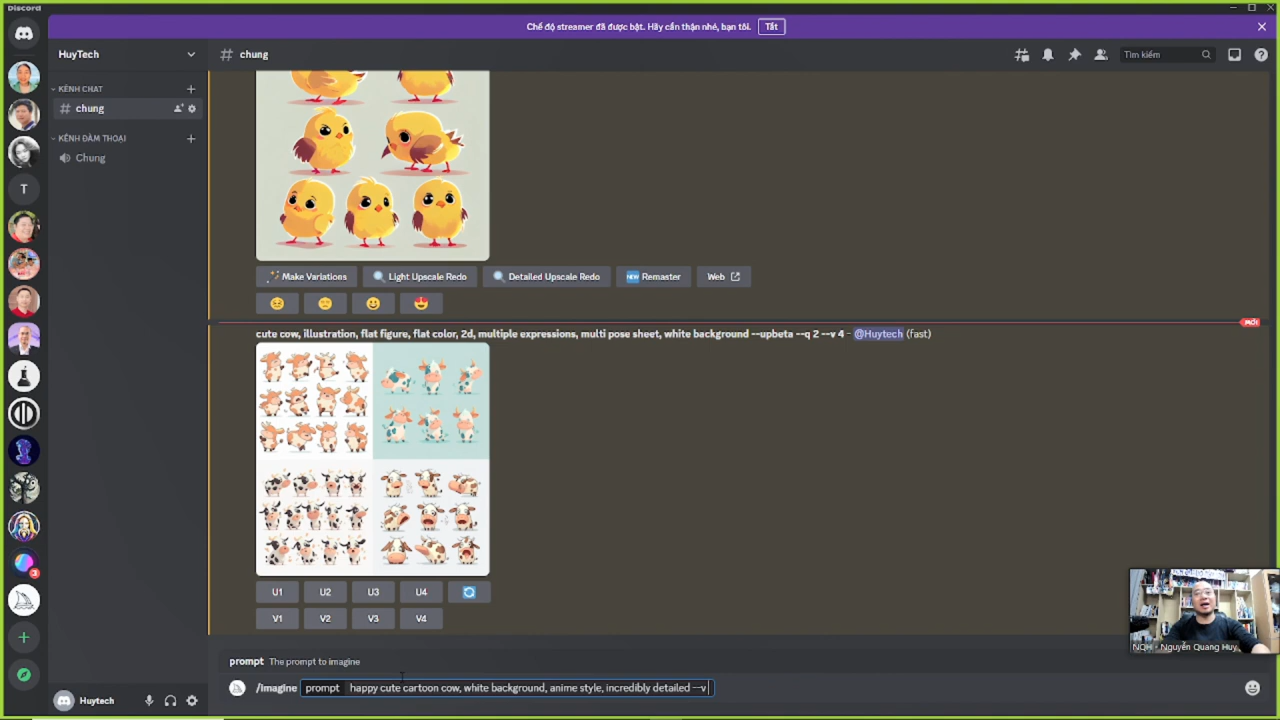 Discord
Chế độ streamer đã được bật. Hãy cẩn thận nhé, bạn tôi.
Tắt
HuyTech
# chung
Tìm kiếm
KÊNH CHAT
# chung
KÊNH ĐÀM THOẠI
Chung
T
Make Variations
Light Upscale Redo
Detailed Upscale Redo
NEW Remaster
Web
MỚI
cute cow, illustration, flat figure, flat color, 2d, multiple expressions, multi pose sheet, white background --upbeta --q 2 --v 4 - @Huytech (fast)
U1
U2
U3
U4
V1
V2
V3
V4
3
NQH - Nguyễn Quang Huy
prompt The prompt to imagine
/imagine prompt happy cute cartoon cow, white background, anime style, incredibly detailed --v
Huytech